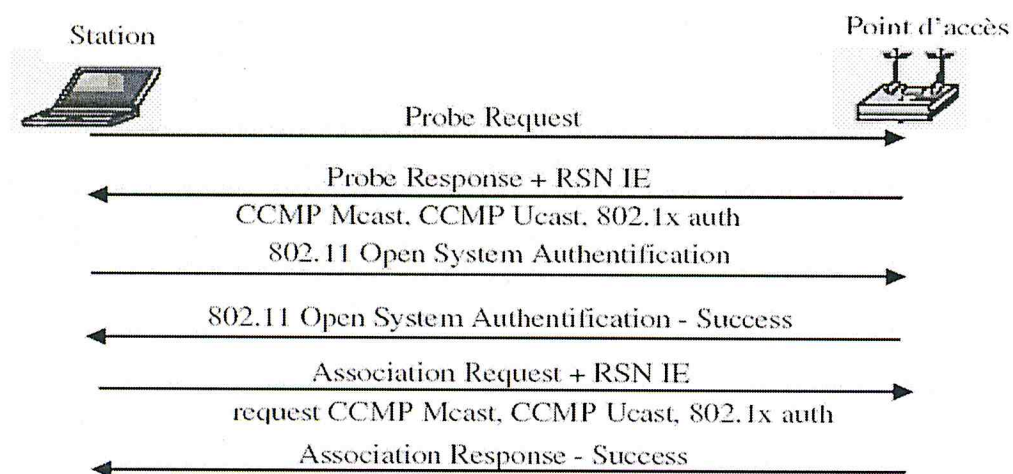 Station
Point d'accès
Probe Request
Probe Response + RSN IE
CCMP Mcast, CCMP Ucast, 802.1x auth
802.11 Open System Authentification
802.11 Open System Authentification - Success
Association Request + RSN IE
request CCMP Mcast, CCMP Ucast, 802.1x auth
Association Response - Success